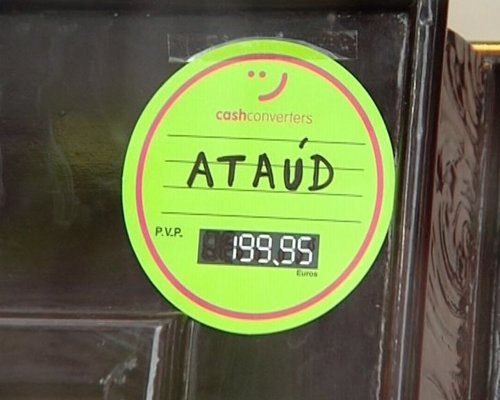 cashconverters
ATAÚD
P.V.P.
199.95
Euros